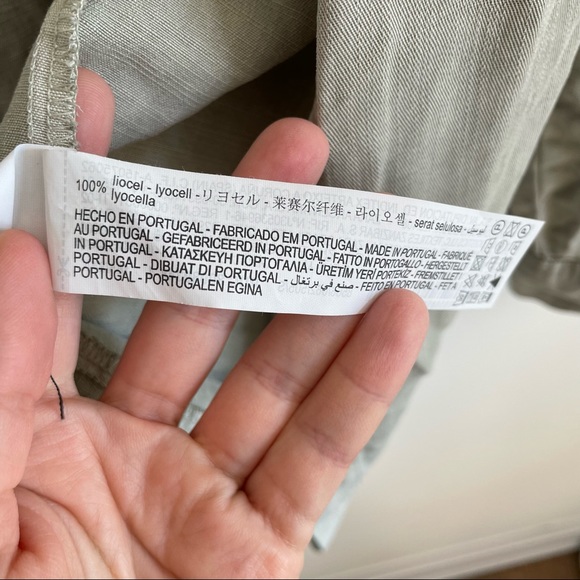 100% liocel - lyocell - リヨセル - 莱赛尔纤维 - 라이오셀 - serat selulosa - ليوسيل
lyocella
HECHO EN PORTUGAL - FABRICADO EM PORTUGAL - MADE IN PORTUGAL - FABRIQUÉ
AU PORTUGAL - GEFABRICEERD IN PORTUGAL - FATTO IN PORTOGALLO - HERGESTELLT
IN PORTUGAL - ΚΑΤΑΣΚΕΥΗ ΠΟΡΤΟΓΑΛΙΑ - ÜRETİM YERİ PORTEKİZ - FREMSTILLET I
PORTUGAL - DIBUAT DI PORTUGAL - صنع في برتغال - FEITO EN PORTUGAL - FET A
PORTUGAL - PORTUGALEN EGINA